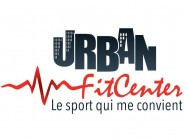 URBAN
FitCenter
Le sport qui me convient